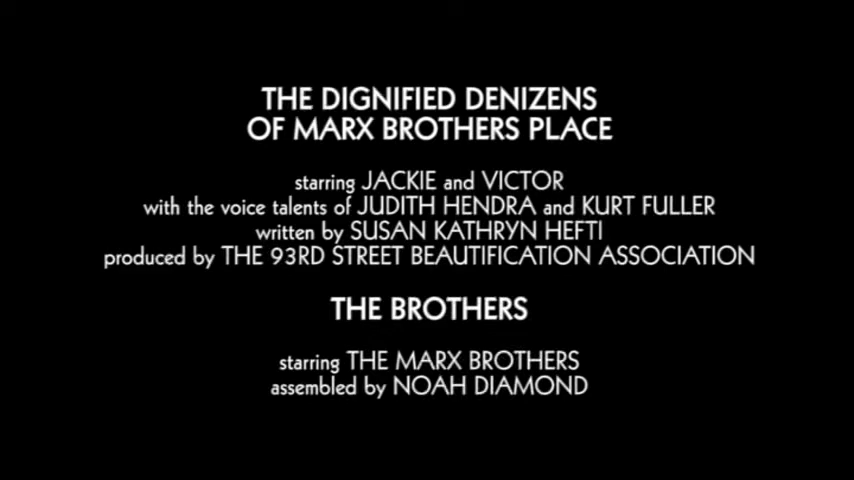 THE DIGNIFIED DENIZENS
OF MARX BROTHERS PLACE
starring JACKIE and VICTOR
with the voice talents of JUDITH HENDRA and KURT FULLER
written by SUSAN KATHRYN HEFTI
produced by THE 93RD STREET BEAUTIFICATION ASSOCIATION
THE BROTHERS
starring THE MARX BROTHERS
assembled by NOAH DIAMOND